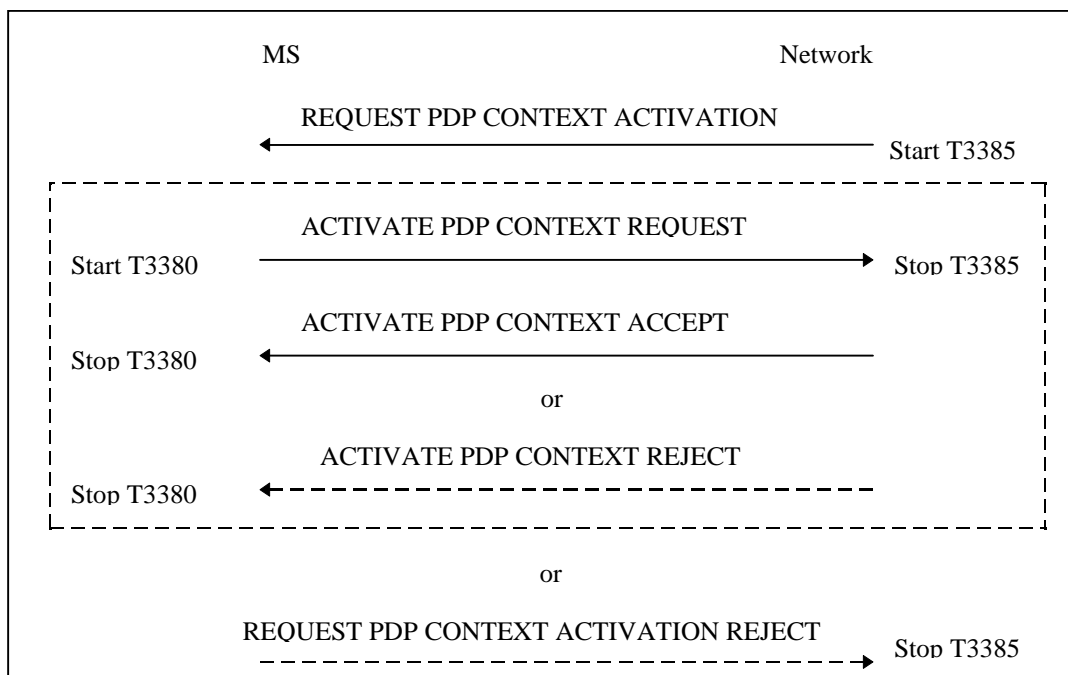 MS Network
REQUEST PDP CONTEXT ACTIVATION
Start T3385
ACTIVATE PDP CONTEXT REQUEST
Start T3380 Stop T3385
ACTIVATE PDP CONTEXT ACCEPT
Stop T3380
or
ACTIVATE PDP CONTEXT REJECT
Stop T3380
or
REQUEST PDP CONTEXT ACTIVATION REJECT
Stop T3385